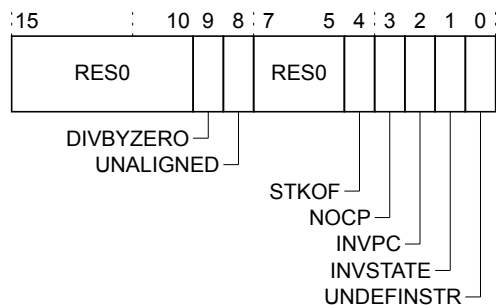 15 10 9 8 7 5 4 3 2 1 0
RES0 RES0
DIVBYZERO
UNALIGNED
STKOF
NOCP
INVPC
INVSTATE
UNDEFINSTR